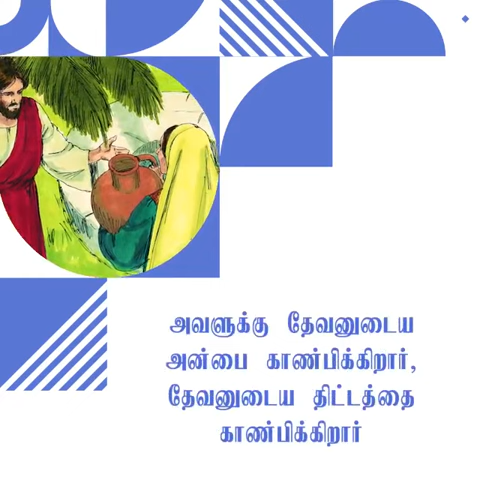 அவளுக்கு தேவனுடைய
அன்பை காண்பிக்கிறார்,
தேவனுடைய திட்டத்தை
காண்பிக்கிறார்